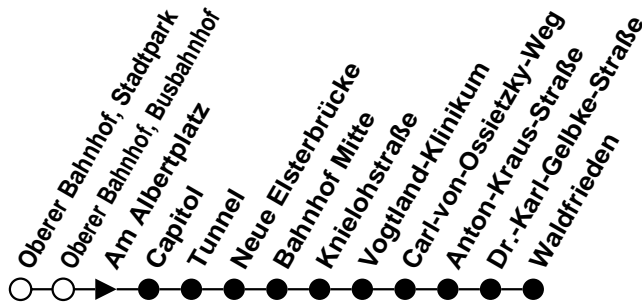 Oberer Bahnhof, Stadtpark
Oberer Bahnhof, Busbahnhof
Am Albertplatz
Capitol
Tunnel
Neue Elsterbrücke
Bahnhof Mitte
Knielohstraße
Vogtland-Klinikum
Carl-von-Ossietzky-Weg
Anton-Kraus-Straße
Dr.-Karl-Gelbke-Straße
Waldfrieden